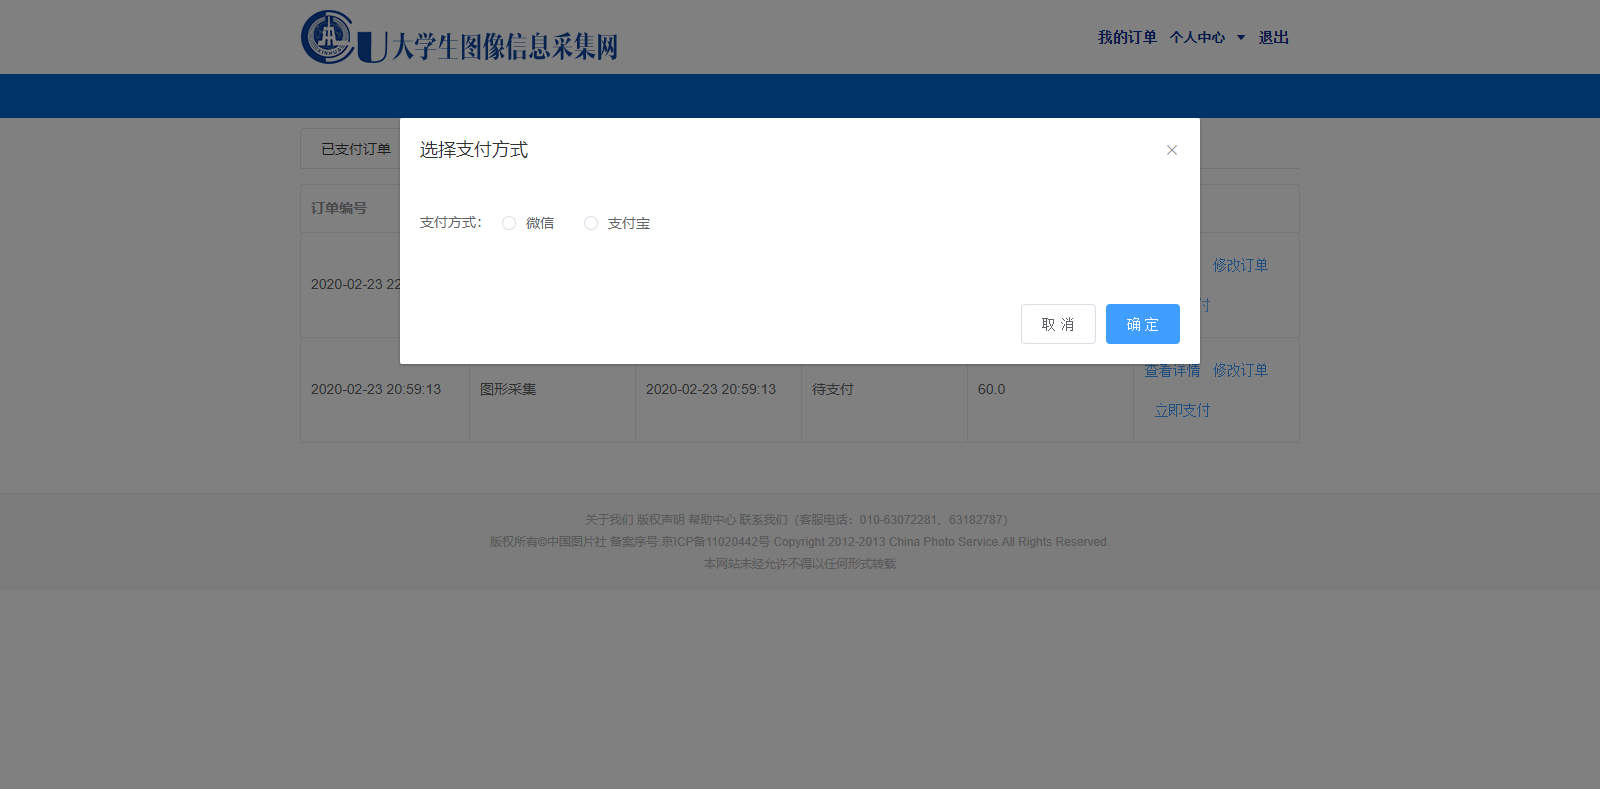 XINHUA
U大学生图像信息采集网
我的订单 个人中心 退出
已支付订单
选择支付方式
订单编号
支付方式： 微信 支付宝
2020-02-23 22
修改订单
付
取 消 确 定
2020-02-23 20:59:13 图形采集 2020-02-23 20:59:13 待支付 60.0 查看详情 修改订单
立即支付
关于我们 版权声明 帮助中心 联系我们（客服电话：010-63072281、63182787）
版权所有©中国图片社 备案序号:京ICP备11020442号 Copyright 2012-2013 China Photo Service.All Rights Reserved.
本网站未经允许不得以任何形式转载